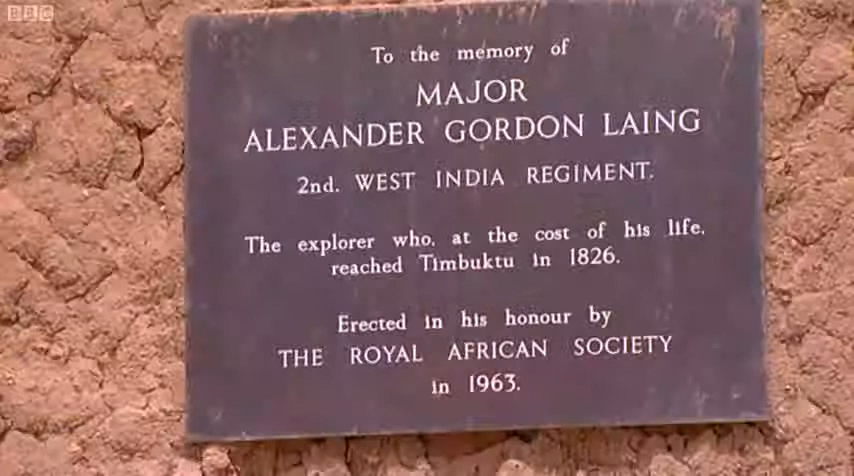 BBC
To the memory of
MAJOR
ALEXANDER GORDON LAING
2nd. WEST INDIA REGIMENT.
The explorer who, at the cost of his life,
reached Timbuktu in 1826.
Erected in his honour by
THE ROYAL AFRICAN SOCIETY
in 1963.